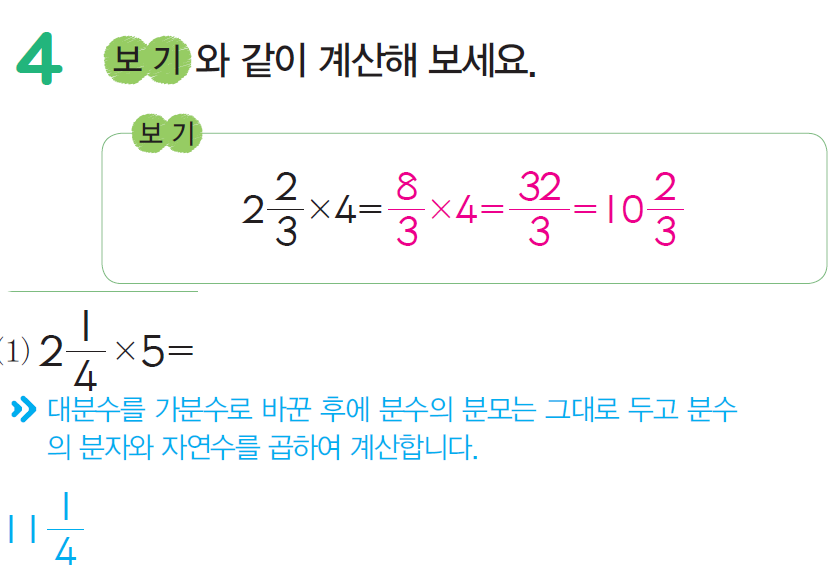 4 보기 와 같이 계산해 보세요.
보기
2 2/3 × 4 = 8/3 × 4 = 32/3 = 10 2/3
(1) 2 1/4 × 5 =
≫ 대분수를 가분수로 바꾼 후에 분수의 분모는 그대로 두고 분수
의 분자와 자연수를 곱하여 계산합니다.
11 1/4